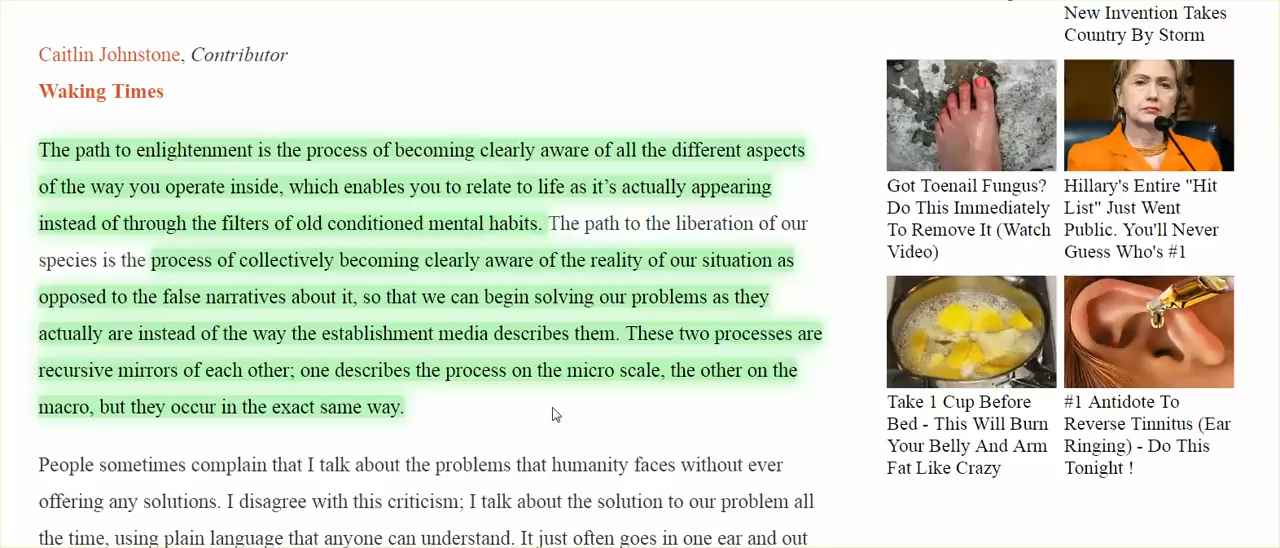 Caitlin Johnstone, Contributor
Waking Times
The path to enlightenment is the process of becoming clearly aware of all the different aspects
of the way you operate inside, which enables you to relate to life as it’s actually appearing
instead of through the filters of old conditioned mental habits. The path to the liberation of our
species is the process of collectively becoming clearly aware of the reality of our situation as
opposed to the false narratives about it, so that we can begin solving our problems as they
actually are instead of the way the establishment media describes them. These two processes are
recursive mirrors of each other; one describes the process on the micro scale, the other on the
macro, but they occur in the exact same way.
People sometimes complain that I talk about the problems that humanity faces without ever
offering any solutions. I disagree with this criticism; I talk about the solution to our problem all
the time, using plain language that anyone can understand. It just often goes in one ear and out
New Invention Takes
Country By Storm
Got Toenail Fungus?
Do This Immediately
To Remove It (Watch
Video)
Hillary's Entire "Hit
List" Just Went
Public. You'll Never
Guess Who's #1
Take 1 Cup Before
Bed - This Will Burn
Your Belly And Arm
Fat Like Crazy
#1 Antidote To
Reverse Tinnitus (Ear
Ringing) - Do This
Tonight !